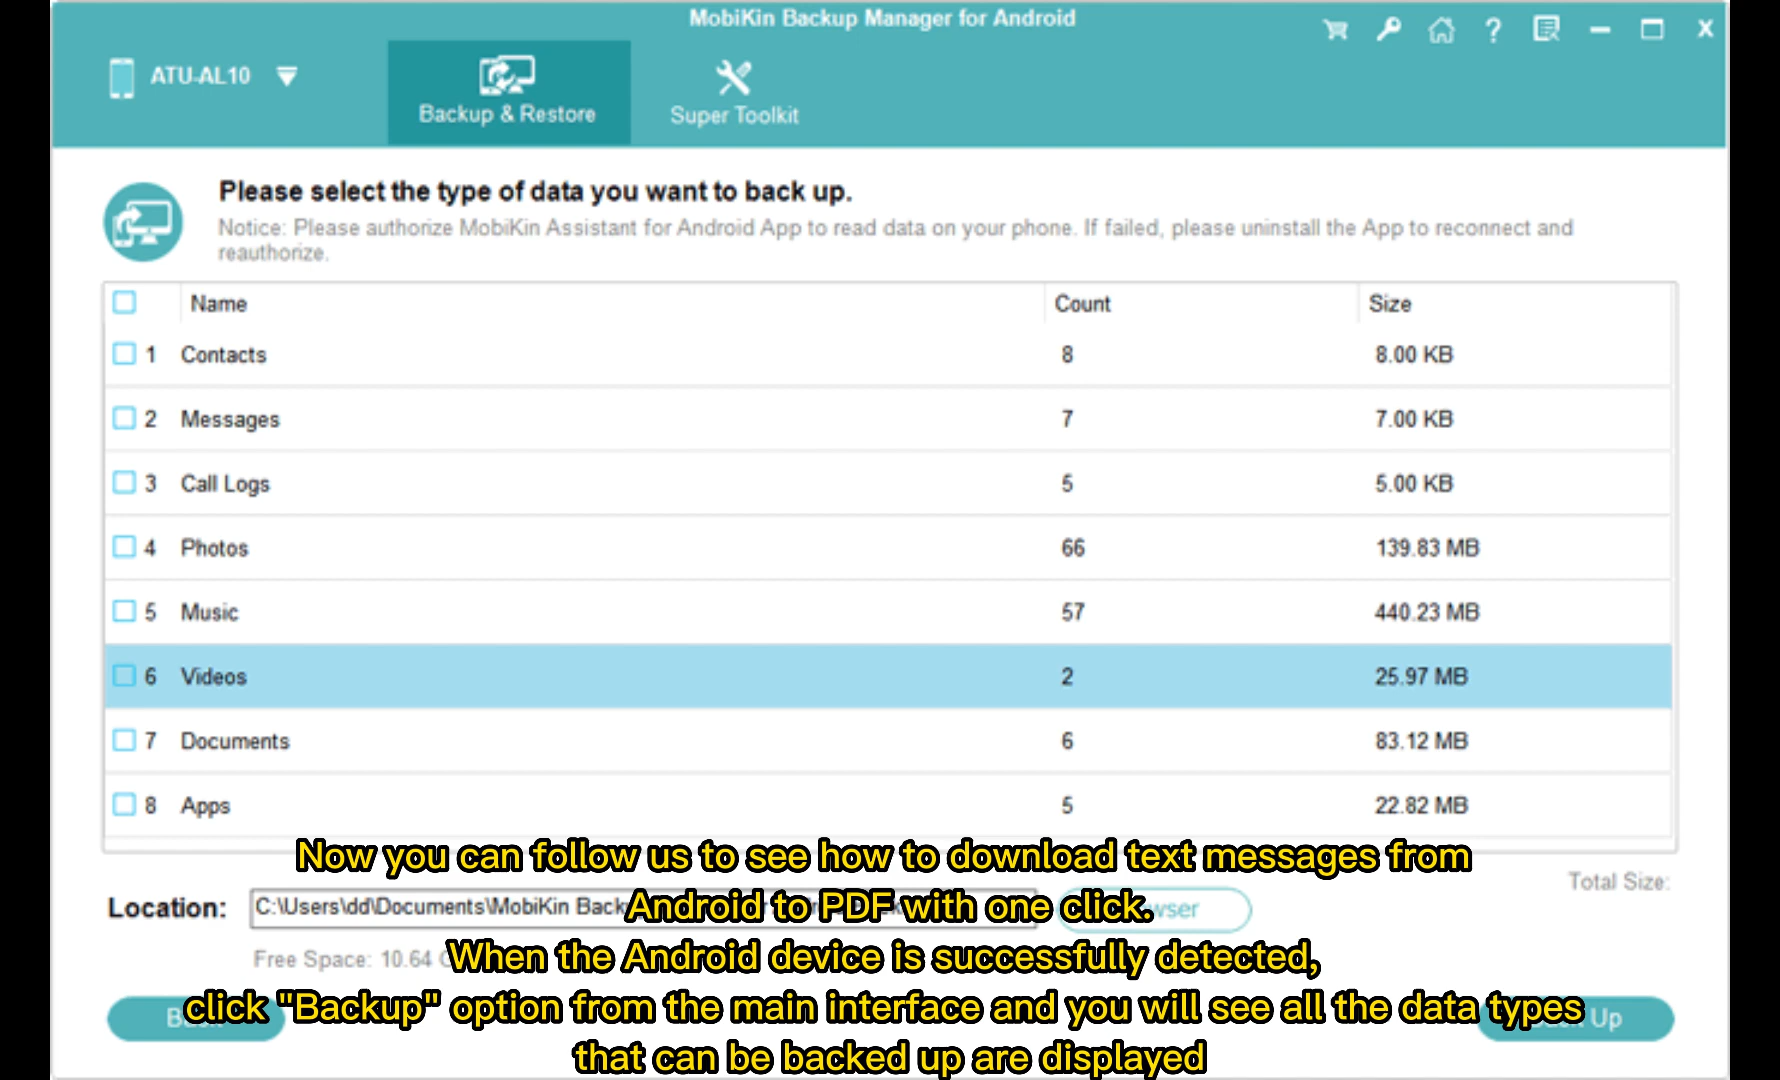 MobiKin Backup Manager for Android
ATU-AL10
Backup & Restore
Super Toolkit
Please select the type of data you want to back up.
Notice: Please authorize MobiKin Assistant for Android App to read data on your phone. If failed, please uninstall the App to reconnect and
reauthorize.
Name Count Size
1 Contacts 8 8.00 KB
2 Messages 7 7.00 KB
3 Call Logs 5 5.00 KB
4 Photos 66 139.83 MB
5 Music 57 440.23 MB
6 Videos 2 25.97 MB
7 Documents 6 83.12 MB
8 Apps 5 22.82 MB
Now you can follow us to see how to download text messages from
Total Size:
Location: C:\Users\dd\Documents\MobiKin
Android to PDF with one click.
Free Space: 10.64
When the Android device is successfully detected,
click "Backup" option from the main interface and you will see all the data types
Up
that can be backed up are displayed